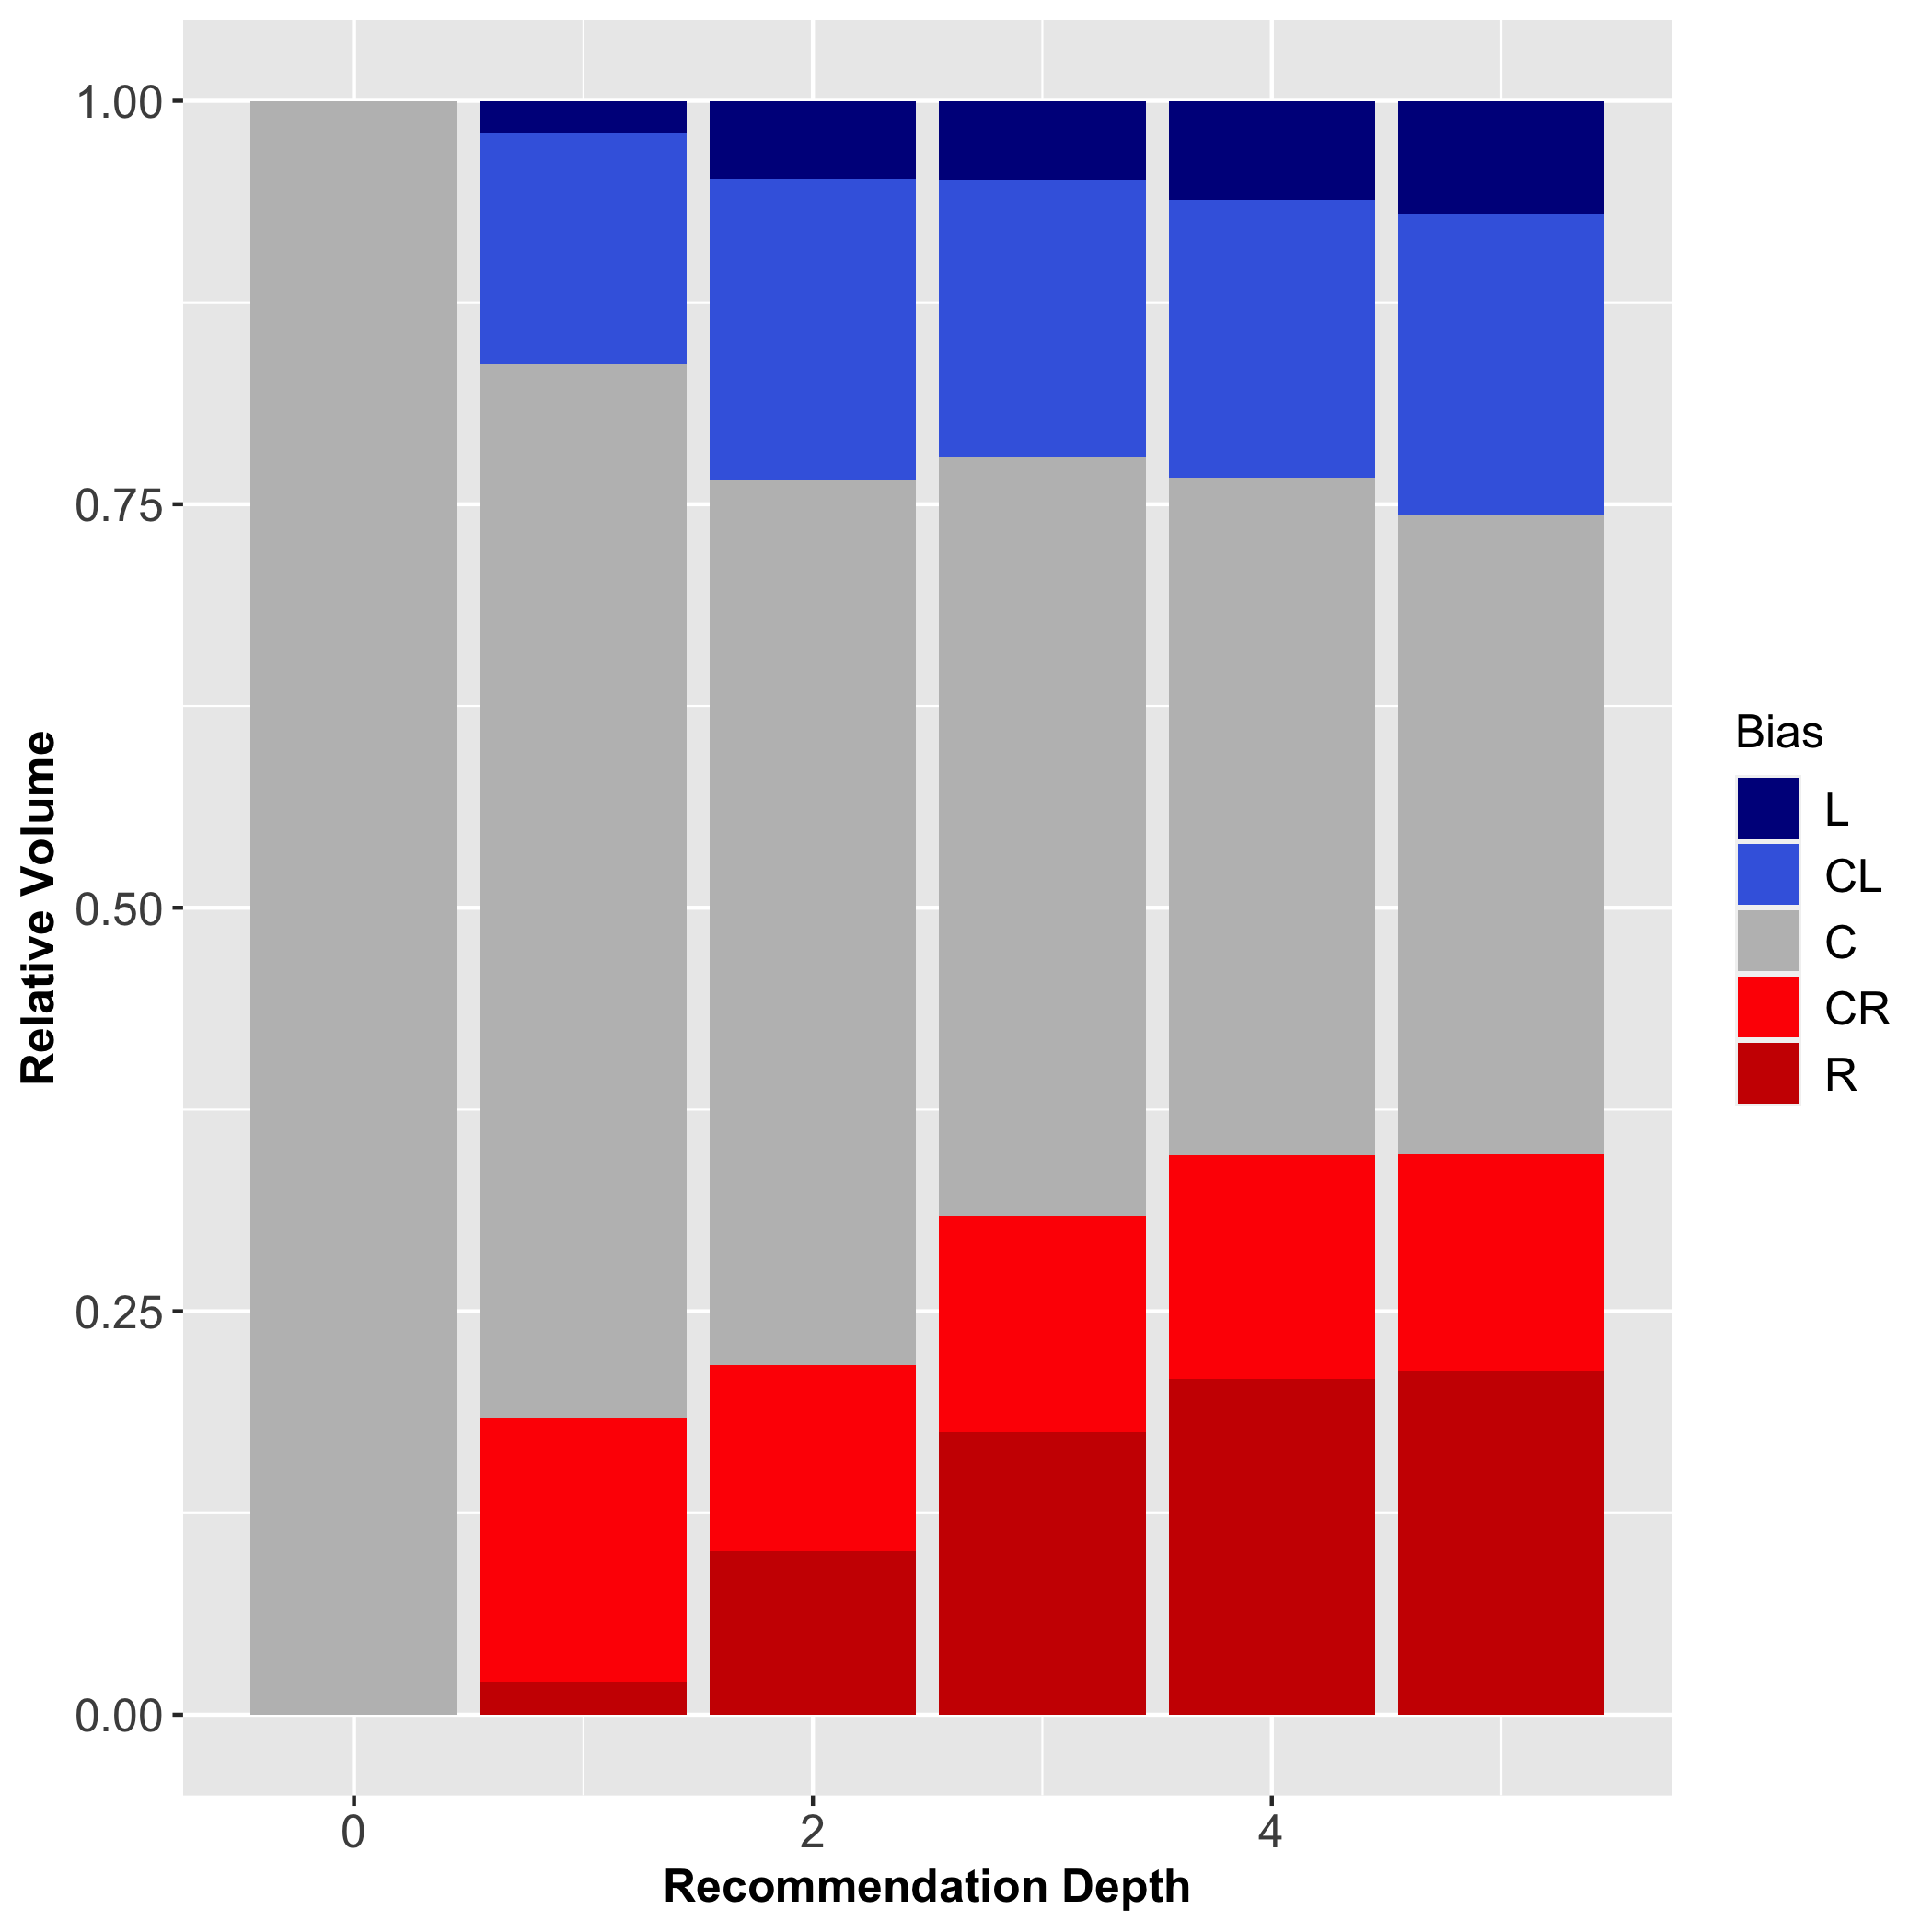 1.00
0.75
0.50
0.25
0.00
Relative Volume
0 2 4
Recommendation Depth
Bias
L
CL
C
CR
R